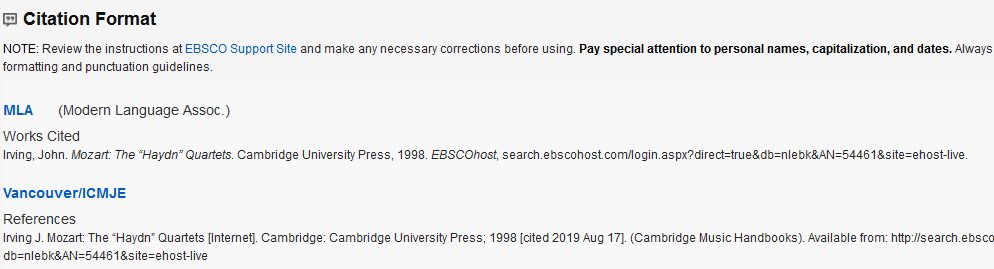 Citation Format
NOTE: Review the instructions at EBSCO Support Site and make any necessary corrections before using. Pay special attention to personal names, capitalization, and dates. Always
formatting and punctuation guidelines.
MLA (Modern Language Assoc.)
Works Cited
Irving, John. Mozart: The “Haydn” Quartets. Cambridge University Press, 1998. EBSCOhost, search.ebscohost.com/login.aspx?direct=true&db=nlebk&AN=54461&site=ehost-live.
Vancouver/ICMJE
References
Irving J. Mozart: The “Haydn” Quartets [Internet]. Cambridge: Cambridge University Press; 1998 [cited 2019 Aug 17]. (Cambridge Music Handbooks). Available from: http://search.ebsco
db=nlebk&AN=54461&site=ehost-live